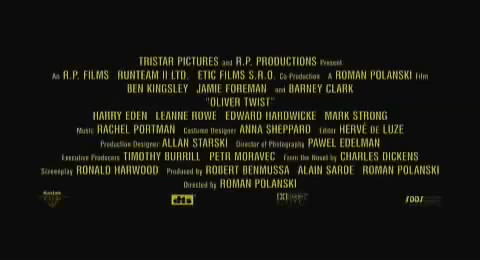 TRISTAR PICTURES and R.P. PRODUCTIONS Present
An R.P. FILMS RUNTEAM II LTD. ETIC FILMS S.R.O. Co-Production A ROMAN POLANSKI Film
BEN KINGSLEY JAMIE FOREMAN and BARNEY CLARK
"OLIVER TWIST"
HARRY EDEN LEANNE ROWE EDWARD HARDWICKE MARK STRONG
Music RACHEL PORTMAN Costume Designer ANNA SHEPPARD Editor HERVÉ DE LUZE
Production Designer ALLAN STARSKI Director of Photography PAWEL EDELMAN
Executive Producers TIMOTHY BURRILL PETR MORAVEC From the Novel by CHARLES DICKENS
Screenplay RONALD HARWOOD Produced by ROBERT BENMUSSA ALAIN SARDE ROMAN POLANSKI
Directed by ROMAN POLANSKI
Kodak dts